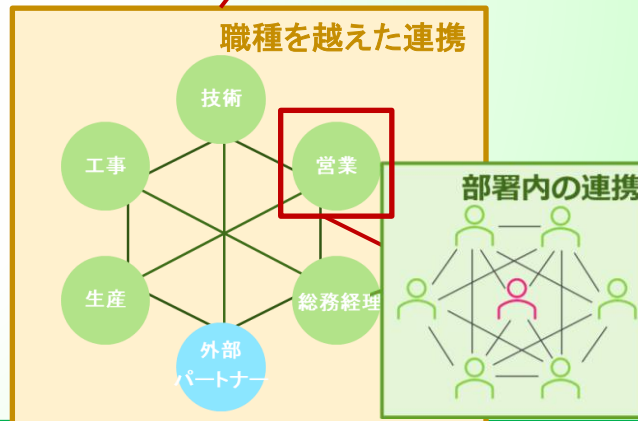 職種を越えた連携
技術
工事
営業
部署内の連携
生産
総務経理
外部
パートナー